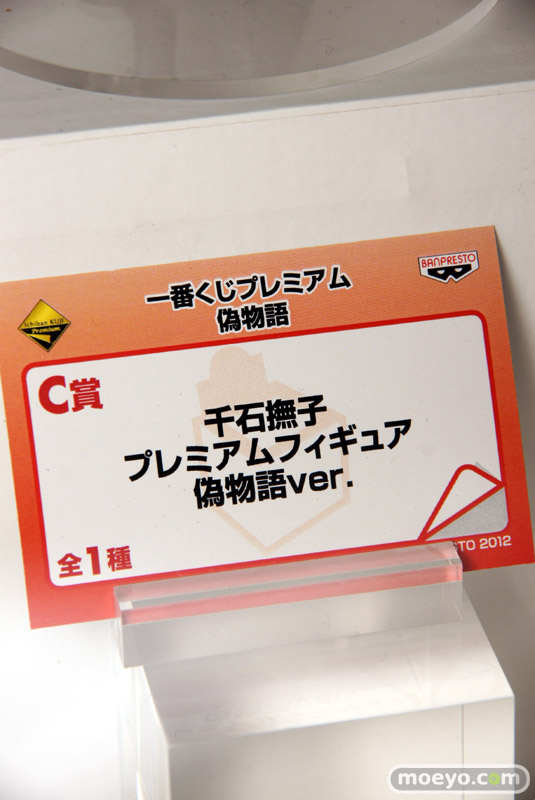 一番くじプレミアム
偽物語
BANPRESTO
Ichiban KUJI
Premium
C賞
千石撫子
プレミアムフィギュア
偽物語ver.
全1種
STO 2012
moeyo.com